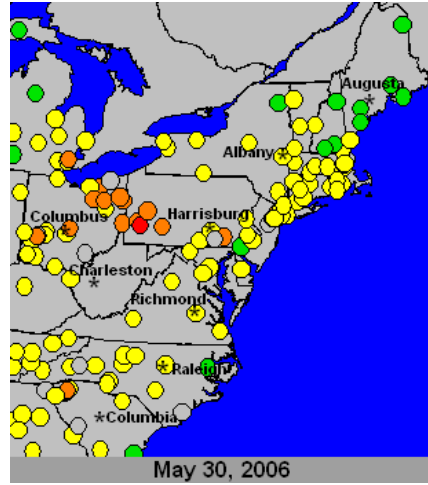 Augusta
Albany
Harrisburg
Columbus
Charleston
Richmond
Raleigh
Columbia
May 30, 2006